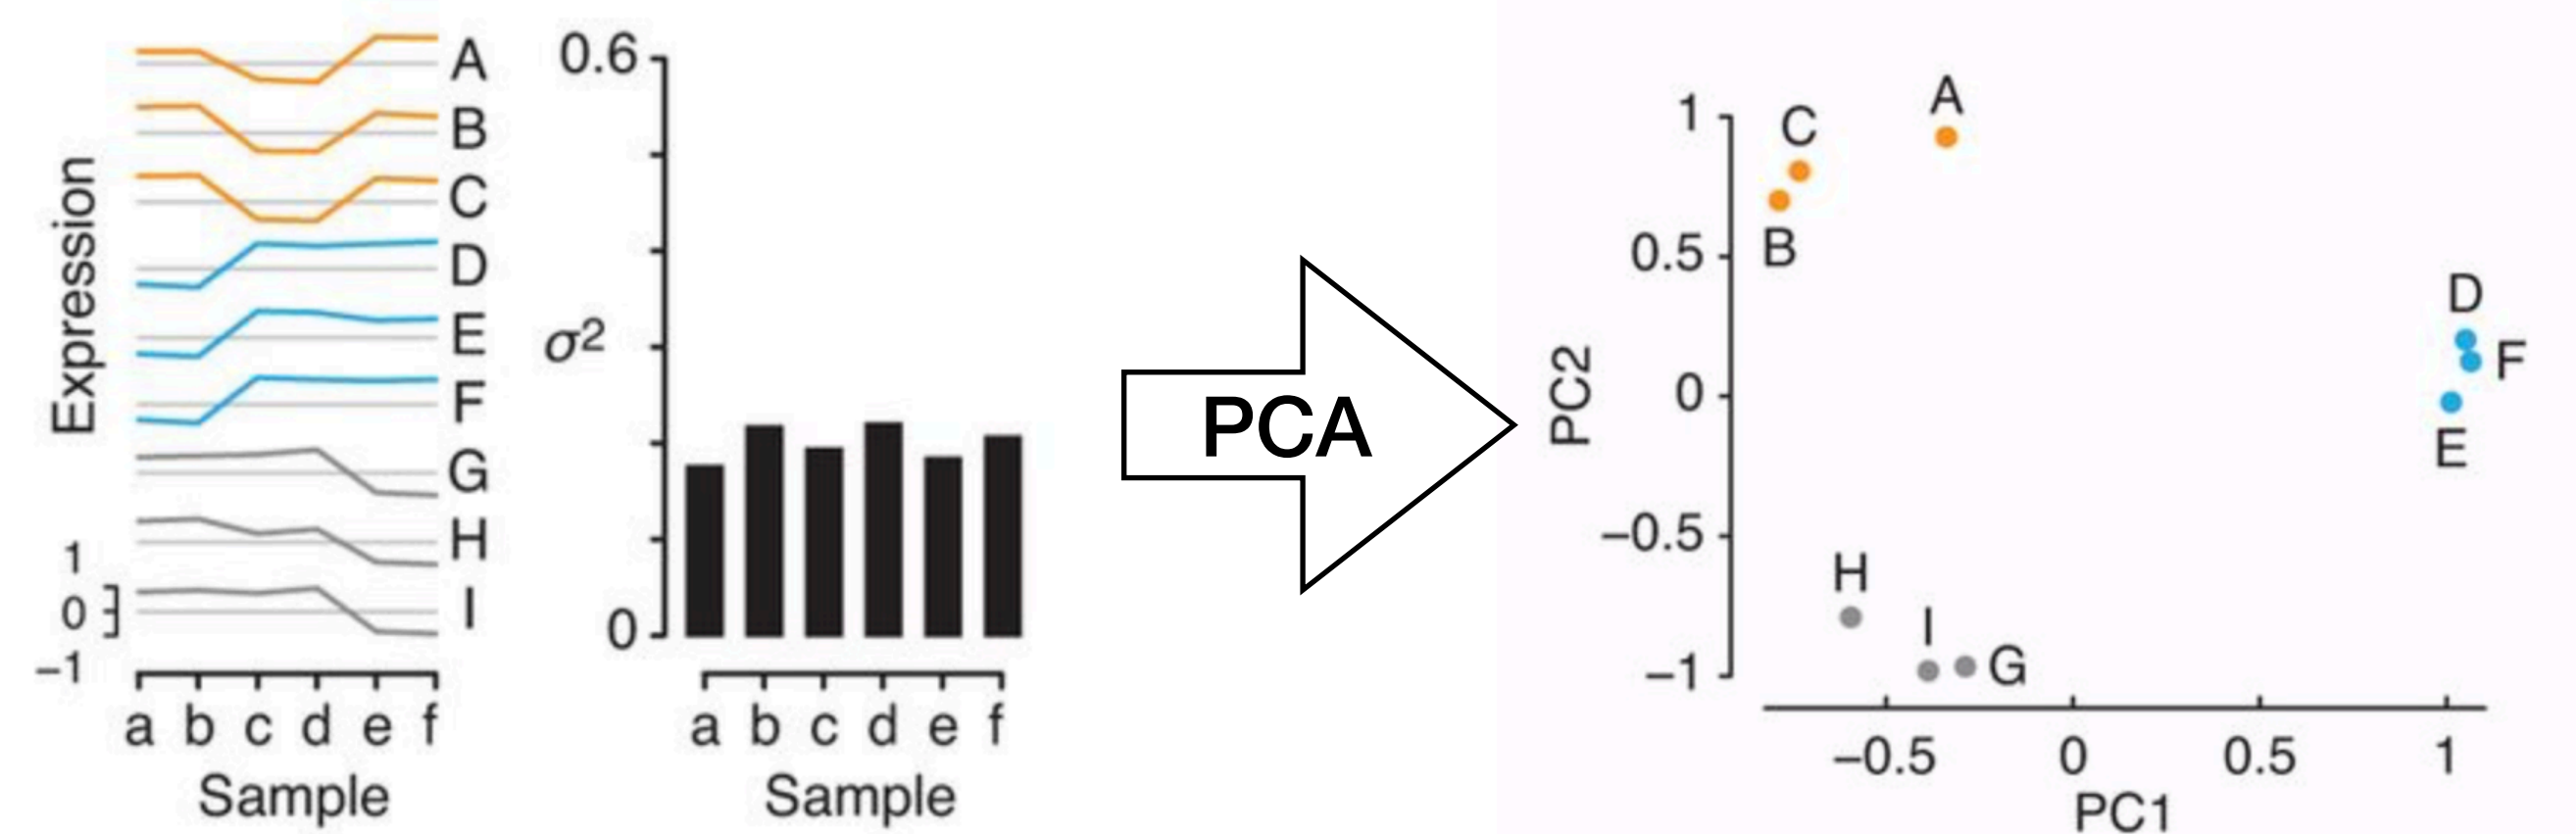 Expression
A
B
C
D
E
F
G
H
I
1
0
−1
a b c d e f
Sample
0.6
σ2
0
a b c d e f
Sample
PCA
PC2
1
0.5
0
−0.5
−1
A
C
B
D
F
E
H
I
G
−0.5 0 0.5 1
PC1